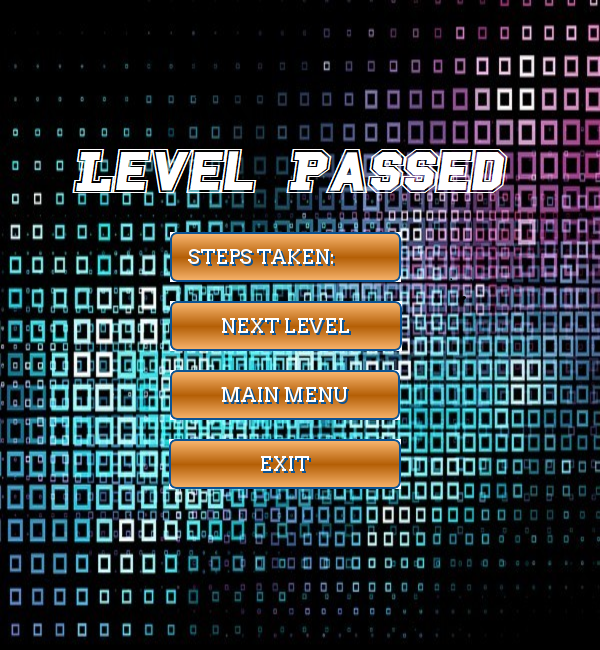 LEVEL PASSED
STEPS TAKEN:
NEXT LEVEL
MAIN MENU
EXIT